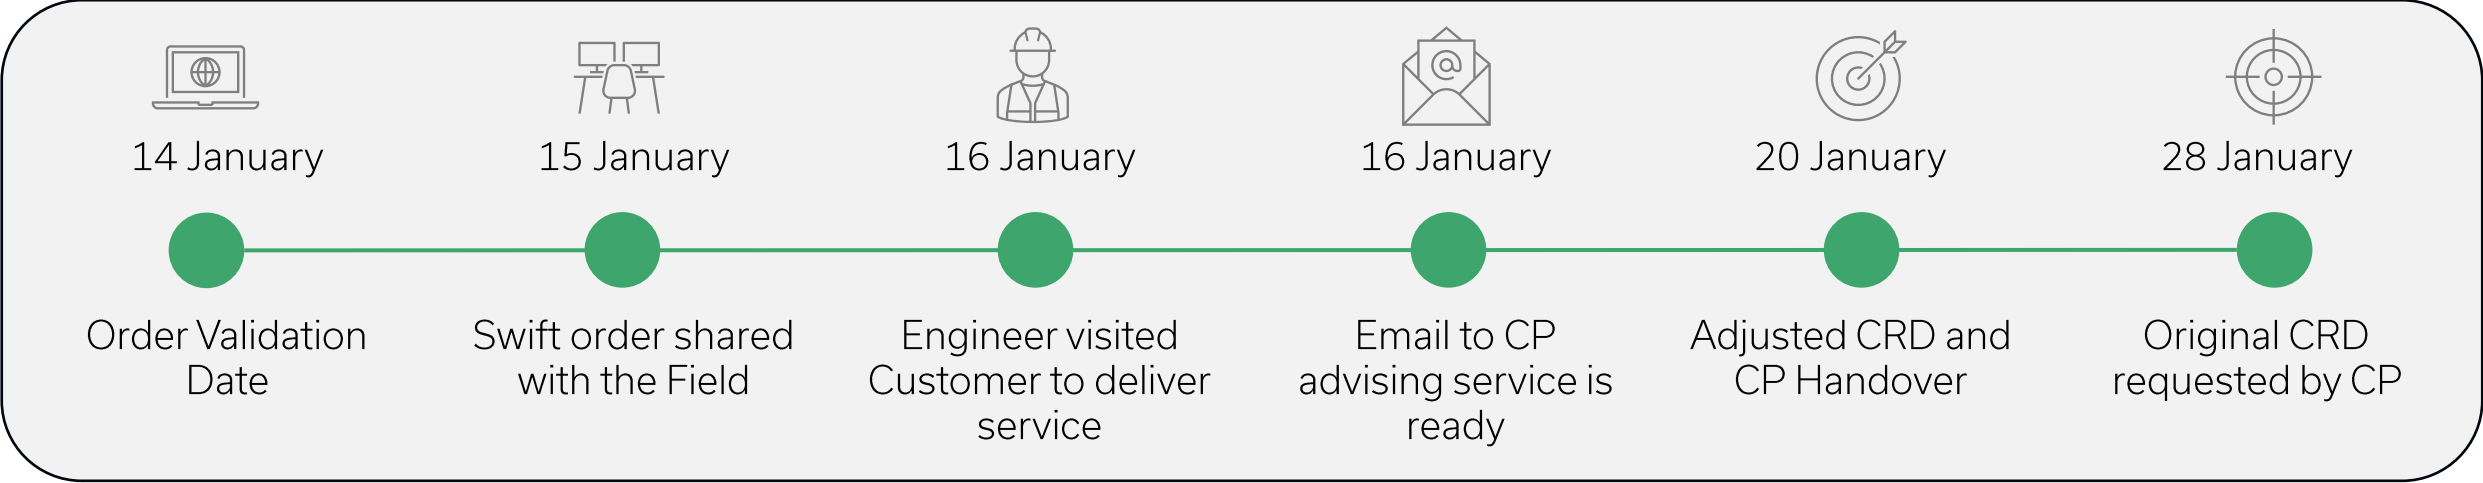 14 January
Order Validation
Date
15 January
Swift order shared
with the Field
16 January
Engineer visited
Customer to deliver
service
16 January
@
Email to CP
advising service is
ready
20 January
Adjusted CRD and
CP Handover
28 January
Original CRD
requested by CP